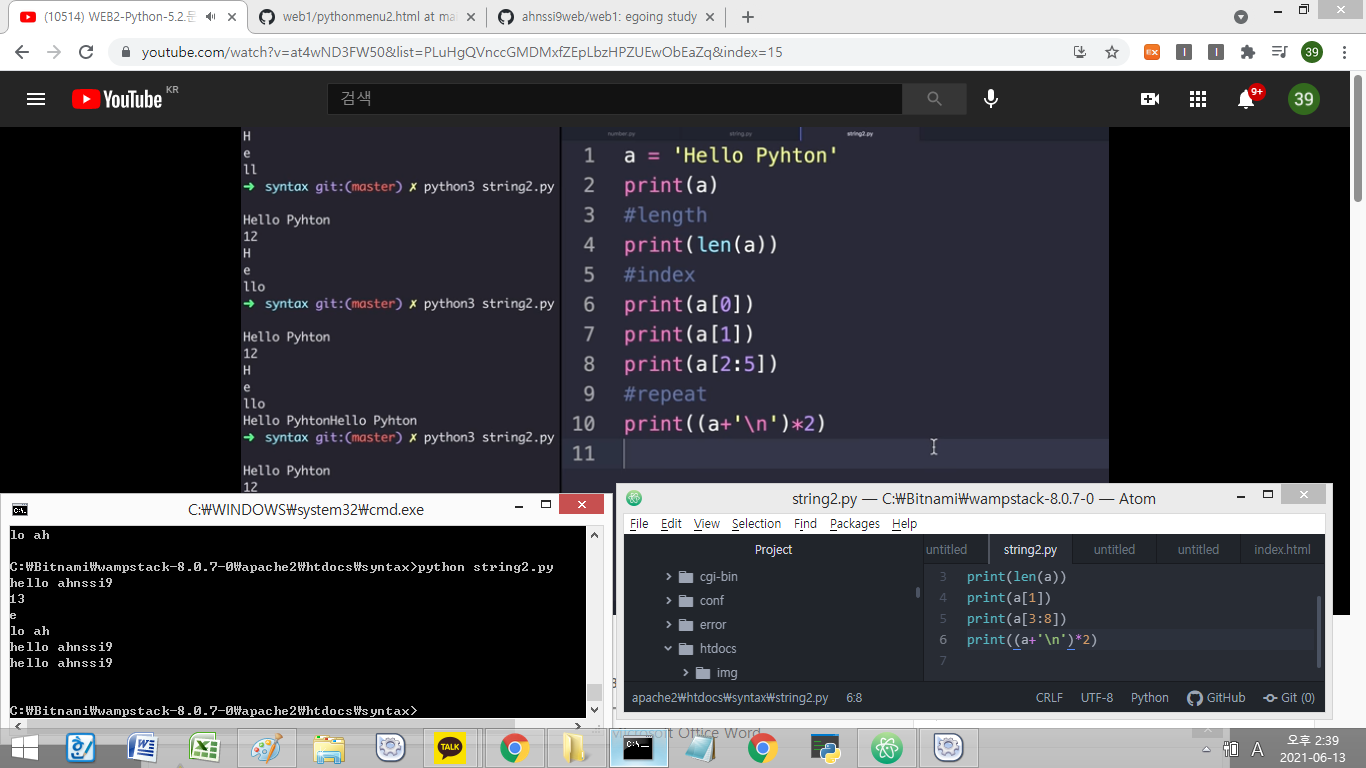 (10514) WEB2-Python-5.2.문
web1/pythonmenu2.html at ma
ahnssi9web/web1: egoing study
youtube.com/watch?v=at4wND3FW50&list=PLuHgQVnccGMDMxfZEpLbzHPZUEwObEaZq&index=15
39
YouTube KR
검색
9+
39
H
e
ll
➜ syntax git:(master) ✗ python3 string2.py
Hello Pyhton
12
H
e
llo
➜ syntax git:(master) ✗ python3 string2.py
Hello Pyhton
12
H
e
llo
Hello PyhtonHello Pyhton
➜ syntax git:(master) ✗ python3 string2.py
Hello Pyhton
12
number.py string.py string2.py
1 a = 'Hello Pyhton'
2 print(a)
3 #length
4 print(len(a))
5 #index
6 print(a[0])
7 print(a[1])
8 print(a[2:5])
9 #repeat
10 print((a+'\n')*2)
11
C:₩WINDOWS₩system32₩cmd.exe
lo ah
C:₩Bitnami₩wampstack-8.0.7-0₩apache2₩htdocs₩syntax>python string2.py
hello ahnssi9
13
e
lo ah
hello ahnssi9
hello ahnssi9
C:₩Bitnami₩wampstack-8.0.7-0₩apache2₩htdocs₩syntax>
string2.py — C:₩Bitnami₩wampstack-8.0.7-0 — Atom
File Edit View Selection Find Packages Help
Project
cgi-bin
conf
error
htdocs
img
untitled string2.py untitled untitled index.html
3 print(len(a))
4 print(a[1])
5 print(a[3:8])
6 print((a+'\n')*2)
7
apache2₩htdocs₩syntax₩string2.py 6:8 CRLF UTF-8 Python GitHub Git (0)
Microsoft Office Word
TALK
A
오후 2:39
2021-06-13